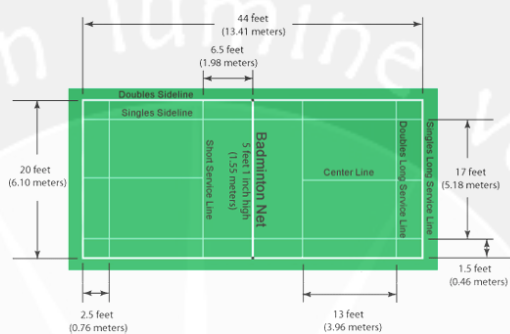 n lumine v
44 feet
(13.41 meters)
6.5 feet
(1.98 meters)
Doubles Sideline
Singles Sideline
20 feet
(6.10 meters)
Short Service Line
5 feet 1 inch high
(1.55 meters)
Badminton Net
Center Line
Doubles Long Service Line
Singles Long Service Line
17 feet
(5.18 meters)
1.5 feet
(0.46 meters)
2.5 feet
(0.76 meters)
13 feet
(3.96 meters)